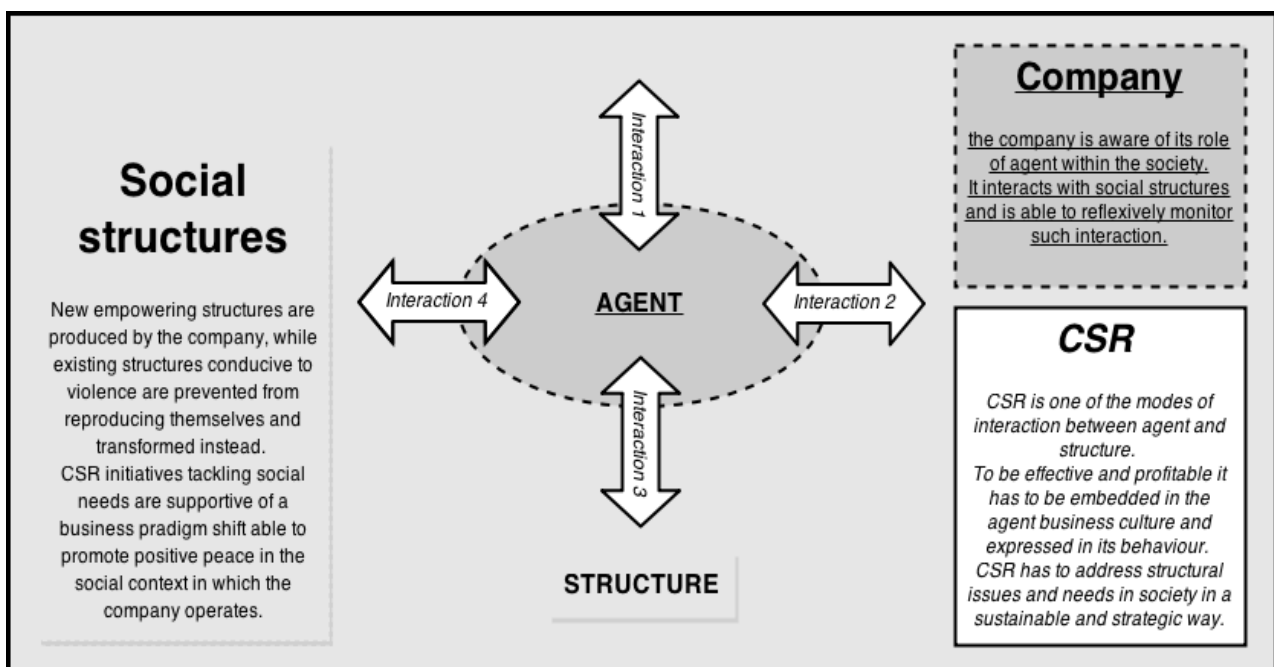 Social
structures
New empowering structures are
produced by the company, while
existing structures conducive to
violence are prevented from
reproducing themselves and
transformed instead.
CSR initiatives tackling social
needs are supportive of a
business pradigm shift able to
promote positive peace in the
social context in which the
company operates.
Interaction 1
Interaction 4
AGENT
Interaction 2
Interaction 3
STRUCTURE
Company
the company is aware of its role
of agent within the society.
It interacts with social structures
and is able to reflexively monitor
such interaction.
CSR
CSR is one of the modes of
interaction between agent and
structure.
To be effective and profitable it
has to be embedded in the
agent business culture and
expressed in its behaviour.
CSR has to address structural
issues and needs in society in a
sustainable and strategic way.